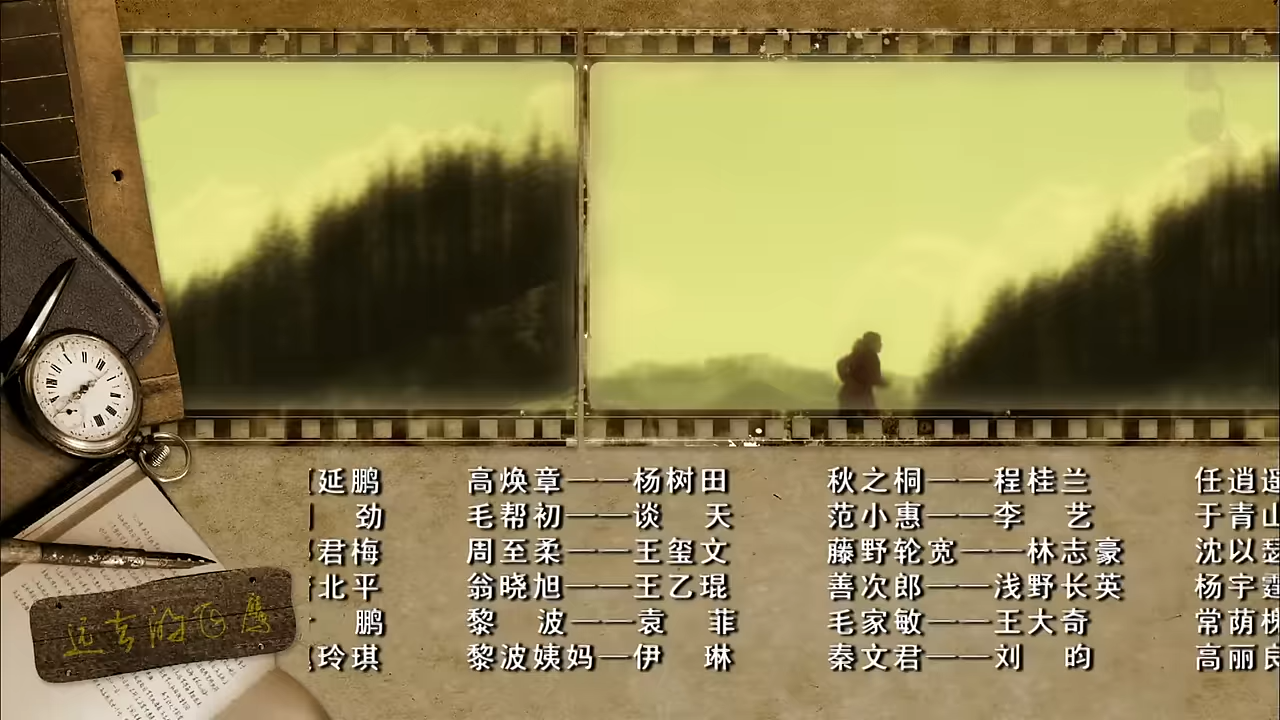 延鹏 高焕章——杨树田 秋之桐——程桂兰 任逍遥
劲 毛帮初——谈 天 范小惠——李 艺 于青山
君梅 周至柔——王玺文 藤野轮宽——林志豪 沈以瑟
北平 翁晓旭——王乙琨 善次郎——浅野长英 杨宇霆
鹏 黎 波——袁 菲 毛家敏——王大奇 常荫槐
玲琪 黎波姨妈—伊 琳 秦文君——刘 昀 高丽良
远去的飞鹰